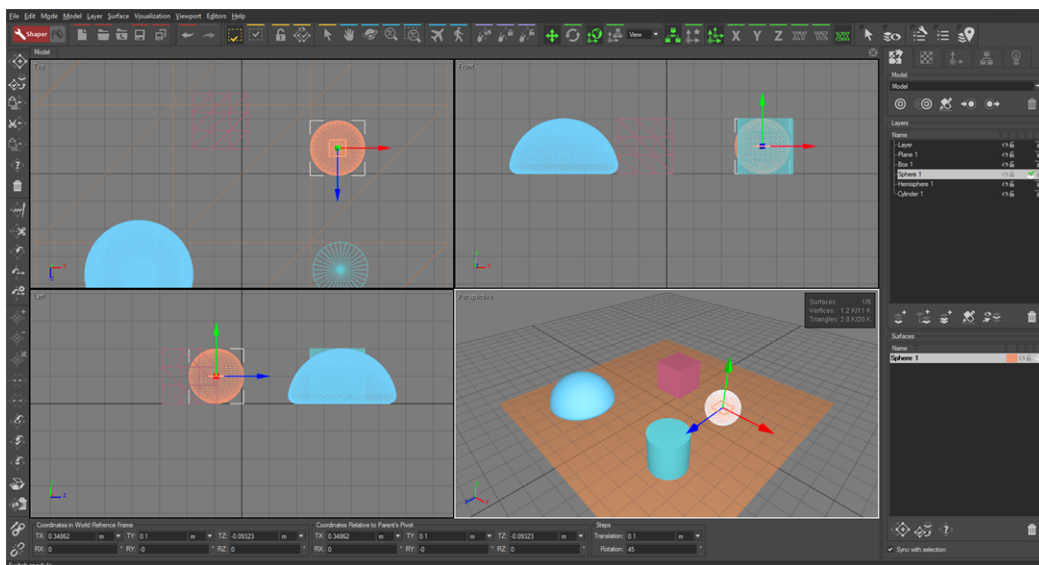 File Edit Mode Model Layer Surface Visualization Viewport Editors Help
Shaper
View
X Y Z XY YZ ZX
Model
Top
Front
Left
Perspective
Surfaces: 1/6
Vertices: 1.2 K/11 K
Triangles: 2.0 K/20 K
Model
Model
Layers
Name
Layer
Plane 1
Box 1
Sphere 1
Hemisphere 1
Cylinder 1
Surfaces
Name
Sphere 1
Sync with selection
Coordinates in World Refrence Frame
TX: 0.34862 m TY: 0.1 m TZ: -0.09323 m
RX: 0 ° RY: -0 ° RZ: 0 °
Coordinates Relative to Parent's Pivot
TX: 0.34862 m TY: 0.1 m TZ: -0.09323 m
RX: 0 ° RY: -0 ° RZ: 0 °
Steps
Translation: 0.1 m
Rotation: 45 °